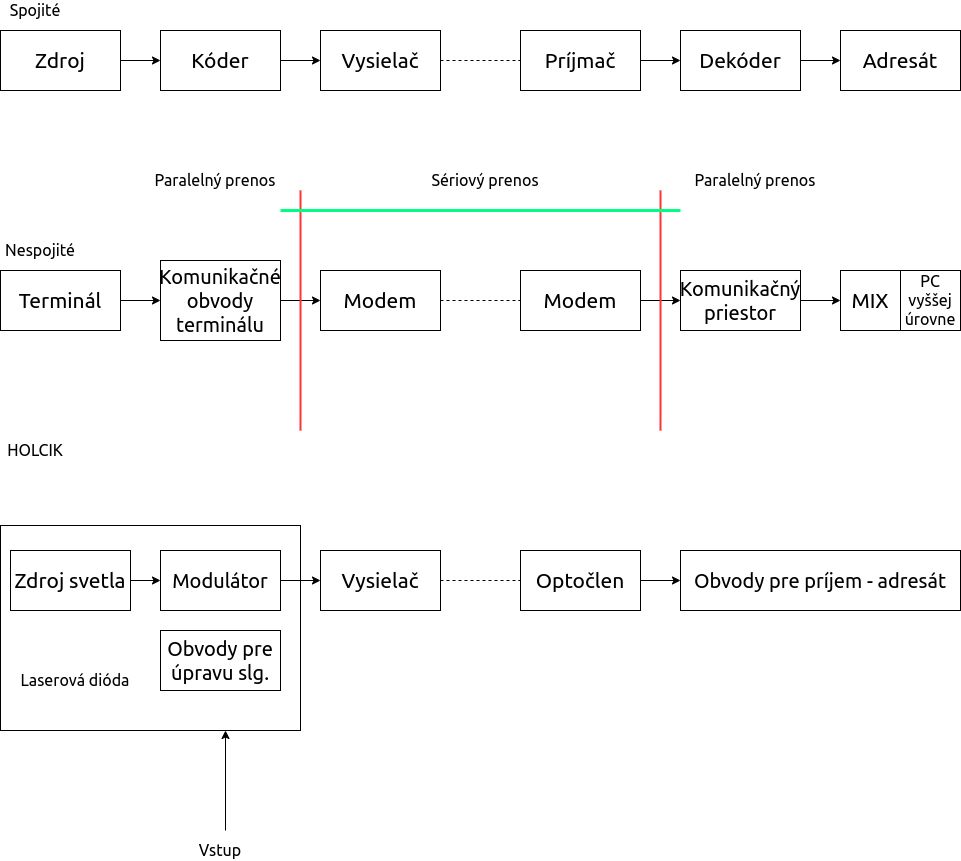 Spojité
Zdroj
Kóder
Vysielač
Príjmač
Dekóder
Adresát
Paralelný prenos
Sériový prenos
Paralelný prenos
Nespojité
Terminál
Komunikačné
obvody
terminálu
Modem
Modem
Komunikačný
priestor
MIX
PC
vyššej
úrovne
HOLCIK
Zdroj svetla
Modulátor
Vysielač
Optočlen
Obvody pre príjem - adresát
Obvody pre
úpravu slg.
Laserová dióda
Vstup